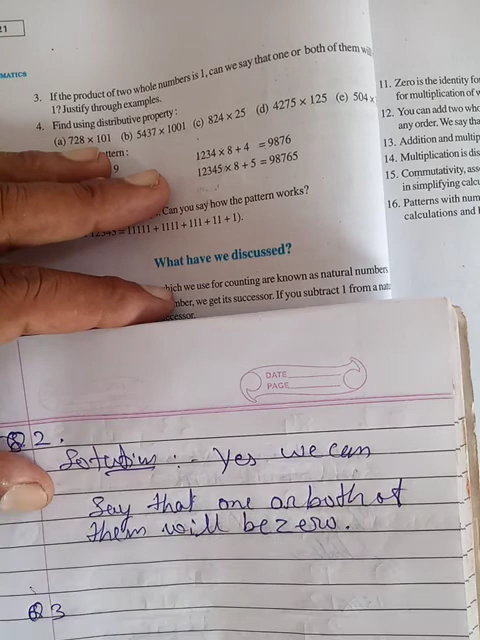 21
MATICS
3. If the product of two whole numbers is 1, can we say that one or both of them will
1? Justify through examples.
4. Find using distributive property :
(a) 728 × 101 (b) 5437 × 1001 (c) 824 × 25 (d) 4275 × 125 (e) 504 ×
ttern :
1234 × 8 + 4 = 9876
9
12345 × 8 + 5 = 98765
Can you say how the pattern works?
12345 = 11111 + 1111 + 111 + 11 + 1).
What have we discussed?
which we use for counting are known as natural numbers
mber, we get its successor. If you subtract 1 from a natu
ecessor.
11. Zero is the identity for
for multiplication of w
12. You can add two who
any order. We say tha
13. Addition and multip
14. Multiplication is dis
15. Commutativity, ass
in simplifying calcu
16. Patterns with num
calculations and
DATE
PAGE
Q 2.
Solution :- Yes we can
Say that one or both of
them will be zero.
Q 3